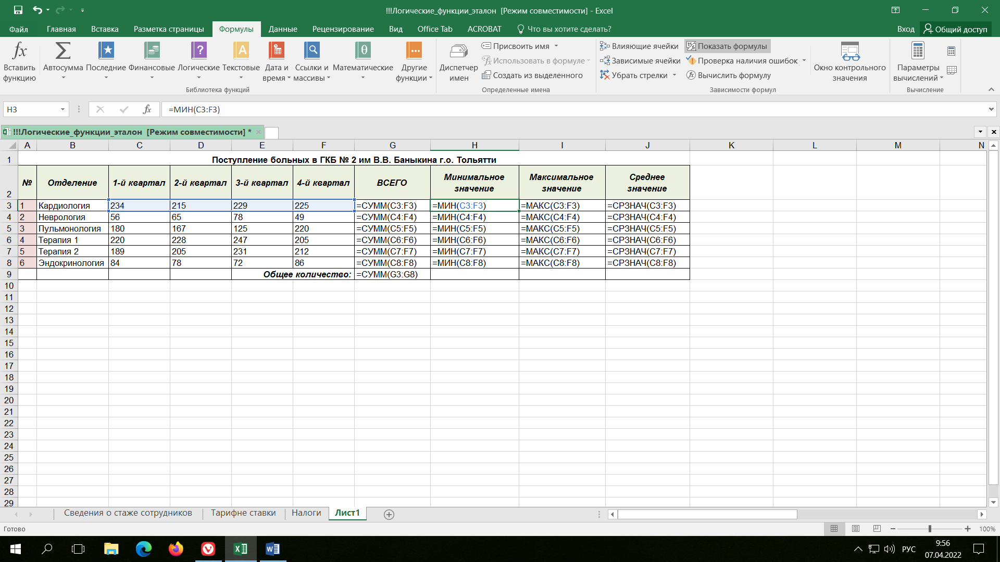 !!!Логические_функции_эталон [Режим совместимости] - Excel
Файл Главная Вставка Разметка страницы Формулы Данные Рецензирование Вид Office Tab ACROBAT Что вы хотите сделать? Вход Общий доступ
Вставить функцию
Автосумма
Последние
Финансовые
Логические
Текстовые
Дата и время
Ссылки и массивы
Математические
Другие функции
Библиотека функций
Диспетчер имен
Присвоить имя
Использовать в формуле
Создать из выделенного
Определенные имена
Влияющие ячейки
Зависимые ячейки
Убрать стрелки
Показать формулы
Проверка наличия ошибок
Вычислить формулу
Зависимости формул
Окно контрольного значения
Параметры вычислений
Вычисление
H3 fx =МИН(C3:F3)
!!!Логические_функции_эталон [Режим совместимости] *
A B C D E F G H I J K L M N
1 Поступление больных в ГКБ № 2 им В.В. Баныкина г.о. Тольятти
2 № Отделение 1-й квартал 2-й квартал 3-й квартал 4-й квартал ВСЕГО Минимальное значение Максимальное значение Среднее значение
3 1 Кардиология 234 215 229 225 =СУММ(C3:F3) =МИН(C3:F3) =МАКС(C3:F3) =СРЗНАЧ(C3:F3)
4 2 Неврология 56 65 78 49 =СУММ(C4:F4) =МИН(C4:F4) =МАКС(C4:F4) =СРЗНАЧ(C4:F4)
5 3 Пульмонология 180 167 125 220 =СУММ(C5:F5) =МИН(C5:F5) =МАКС(C5:F5) =СРЗНАЧ(C5:F5)
6 4 Терапия 1 220 228 247 205 =СУММ(C6:F6) =МИН(C6:F6) =МАКС(C6:F6) =СРЗНАЧ(C6:F6)
7 5 Терапия 2 189 205 231 212 =СУММ(C7:F7) =МИН(C7:F7) =МАКС(C7:F7) =СРЗНАЧ(C7:F7)
8 6 Эндокринология 84 78 72 86 =СУММ(C8:F8) =МИН(C8:F8) =МАКС(C8:F8) =СРЗНАЧ(C8:F8)
9 Общее количество: =СУММ(G3:G8)
10
11
12
13
14
15
16
17
18
19
20
21
22
23
24
25
26
27
28
29
Сведения о стаже сотрудников Тарифне ставки Налоги Лист1
Готово 100%
РУС 9:56
07.04.2022